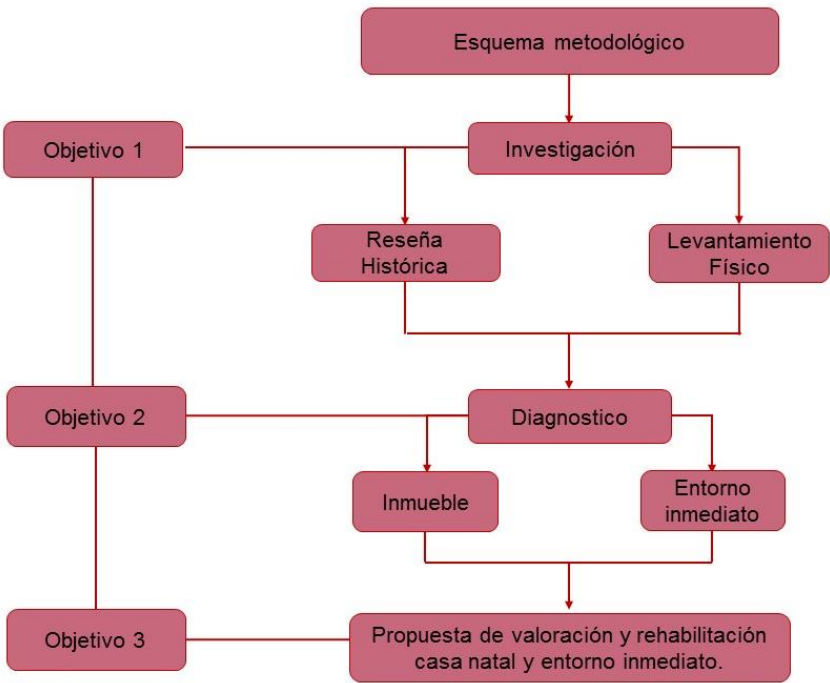 Esquema metodológico
Objetivo 1
Investigación
Reseña
Histórica
Levantamiento
Físico
Objetivo 2
Diagnostico
Inmueble
Entorno
inmediato
Objetivo 3
Propuesta de valoración y rehabilitación
casa natal y entorno inmediato.